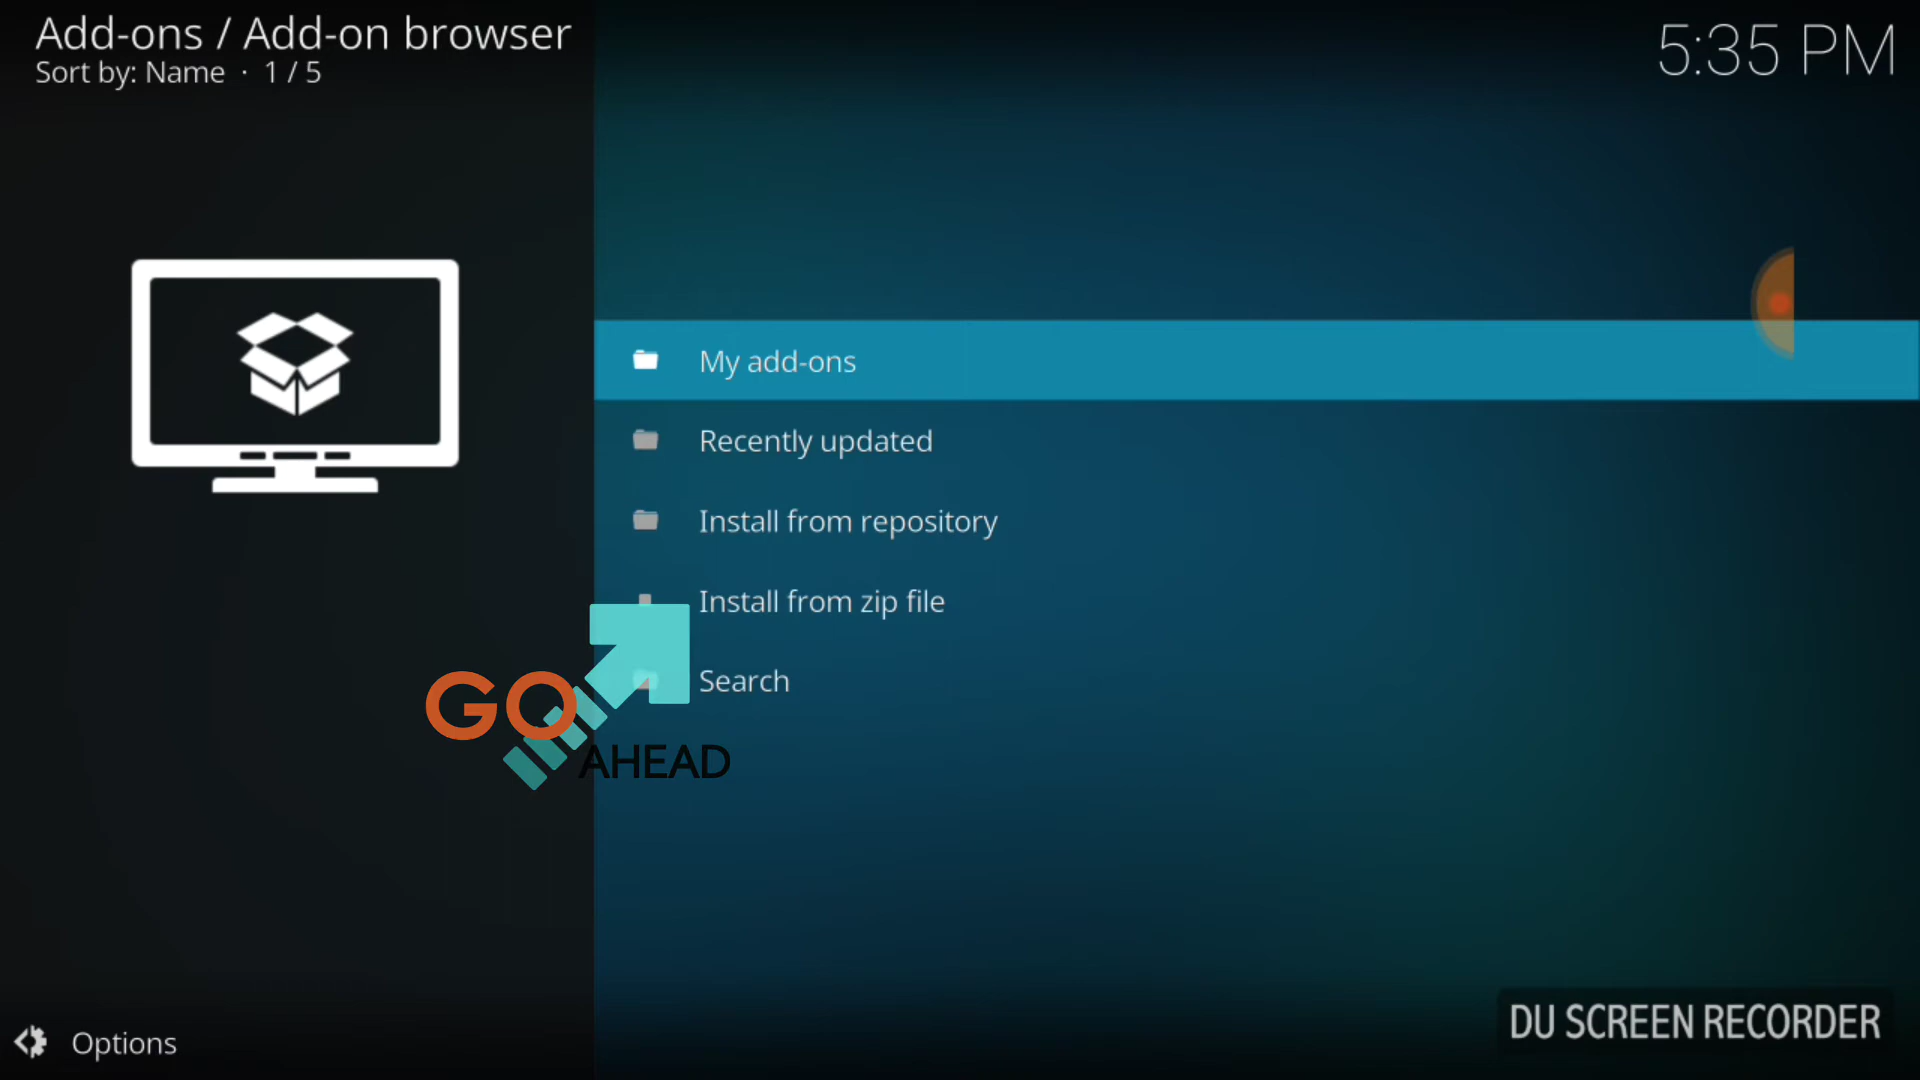 Add-ons / Add-on browser
Sort by: Name · 1 / 5
5:35 PM
My add-ons
Recently updated
Install from repository
Install from zip file
Search
GO
AHEAD
Options
DU SCREEN RECORDER